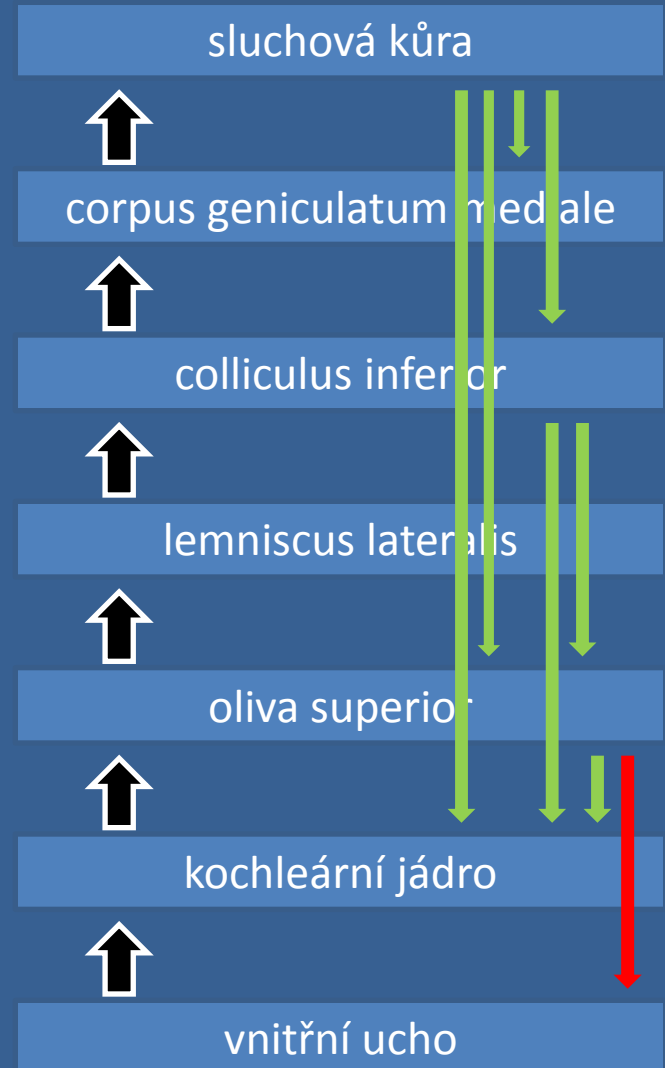 sluchová kůra
corpus geniculatum mediale
colliculus inferior
lemniscus lateralis
oliva superior
kochleární jádro
vnitřní ucho